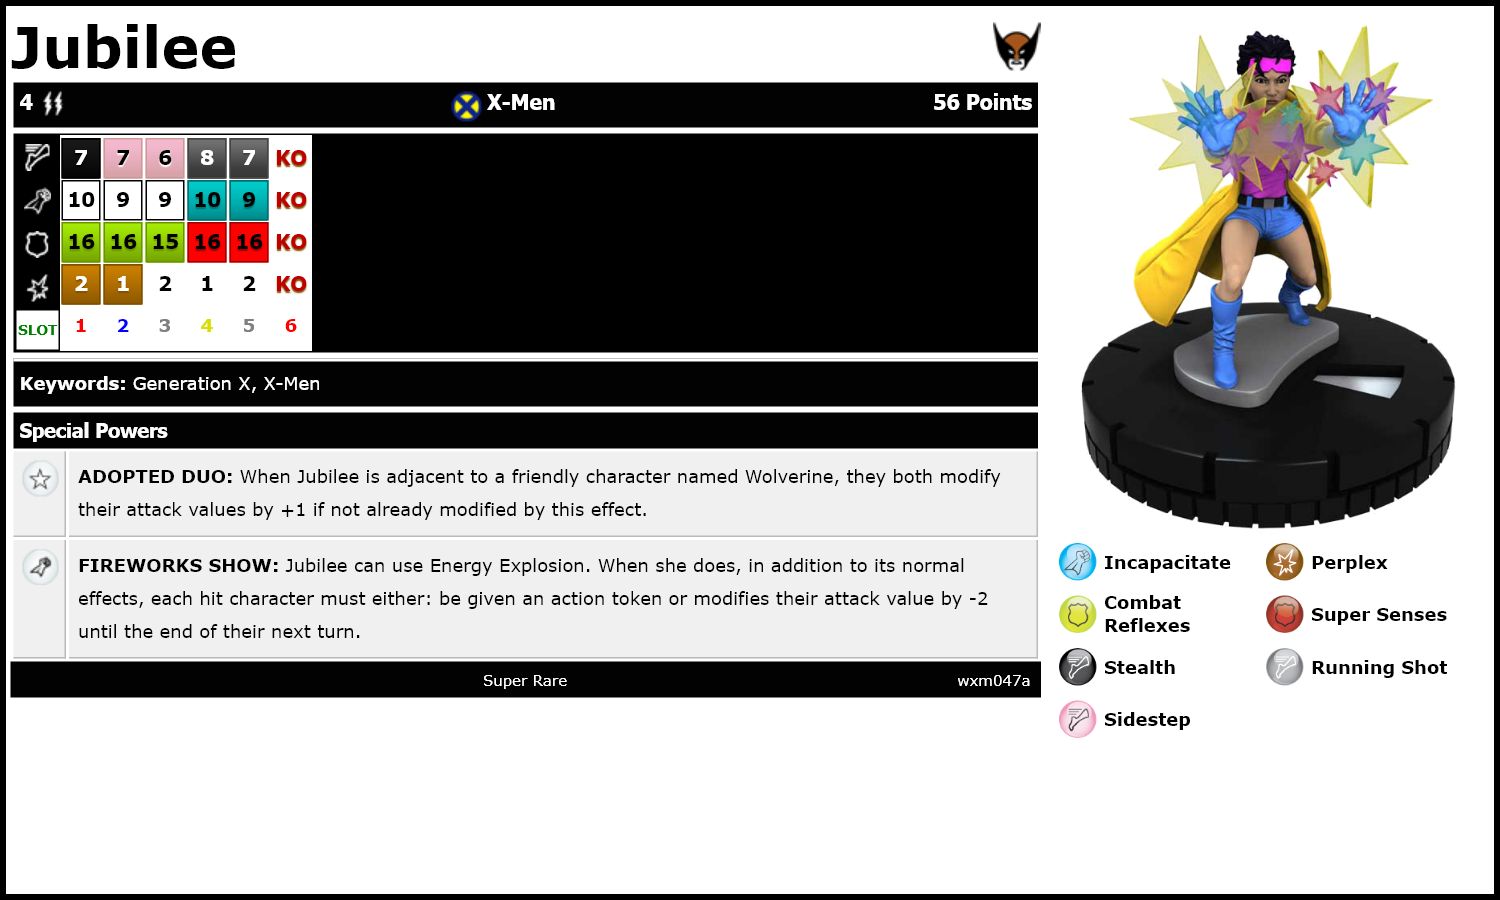 Jubilee
4 X-Men 56 Points
7 7 6 8 7 KO
10 9 9 10 9 KO
16 16 15 16 16 KO
2 1 2 1 2 KO
SLOT 1 2 3 4 5 6
Keywords: Generation X, X-Men
Special Powers
ADOPTED DUO: When Jubilee is adjacent to a friendly character named Wolverine, they both modify
their attack values by +1 if not already modified by this effect.
FIREWORKS SHOW: Jubilee can use Energy Explosion. When she does, in addition to its normal
effects, each hit character must either: be given an action token or modifies their attack value by -2
until the end of their next turn.
Super Rare wxm047a
Incapacitate Perplex
Combat
Reflexes
Super Senses
Stealth Running Shot
Sidestep